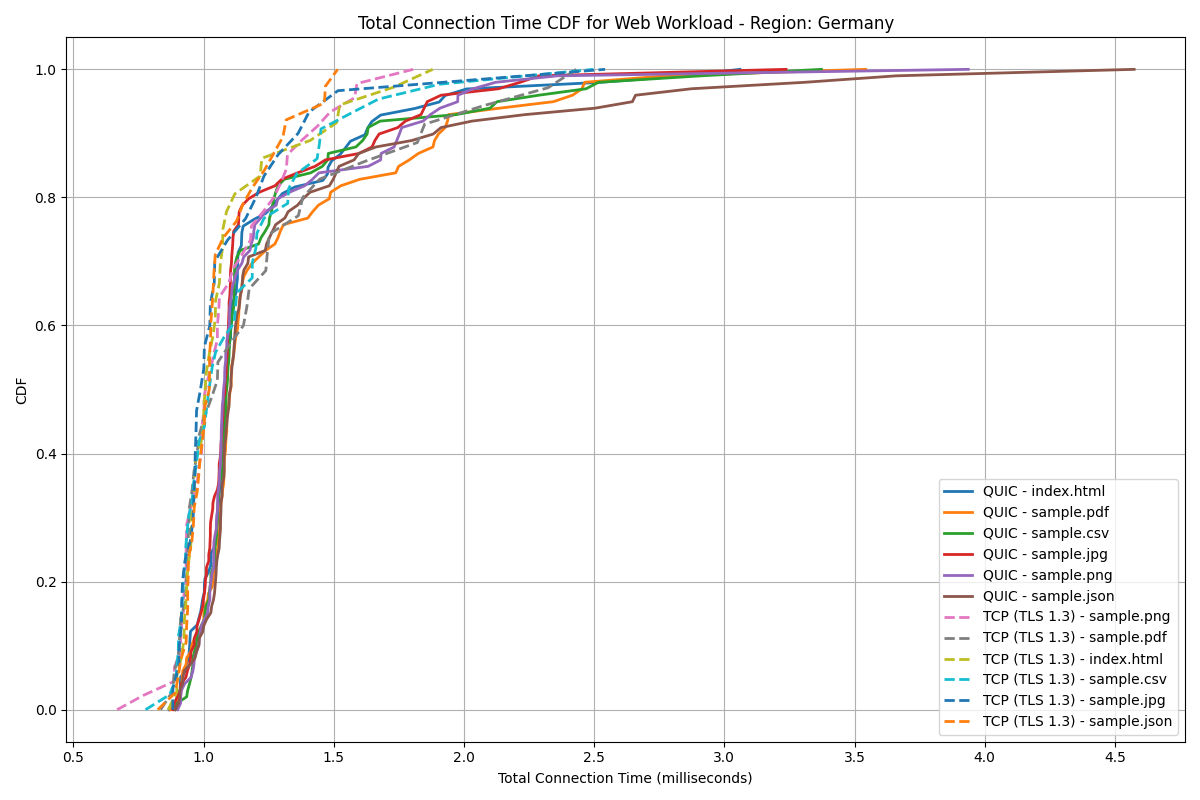 Total Connection Time CDF for Web Workload - Region: Germany
CDF
1.0
0.8
0.6
0.4
0.2
0.0
0.5
1.0
1.5
2.0
2.5
3.0
3.5
4.0
4.5
Total Connection Time (milliseconds)
QUIC - index.html
QUIC - sample.pdf
QUIC - sample.csv
QUIC - sample.jpg
QUIC - sample.png
QUIC - sample.json
TCP (TLS 1.3) - sample.png
TCP (TLS 1.3) - sample.pdf
TCP (TLS 1.3) - index.html
TCP (TLS 1.3) - sample.csv
TCP (TLS 1.3) - sample.jpg
TCP (TLS 1.3) - sample.json